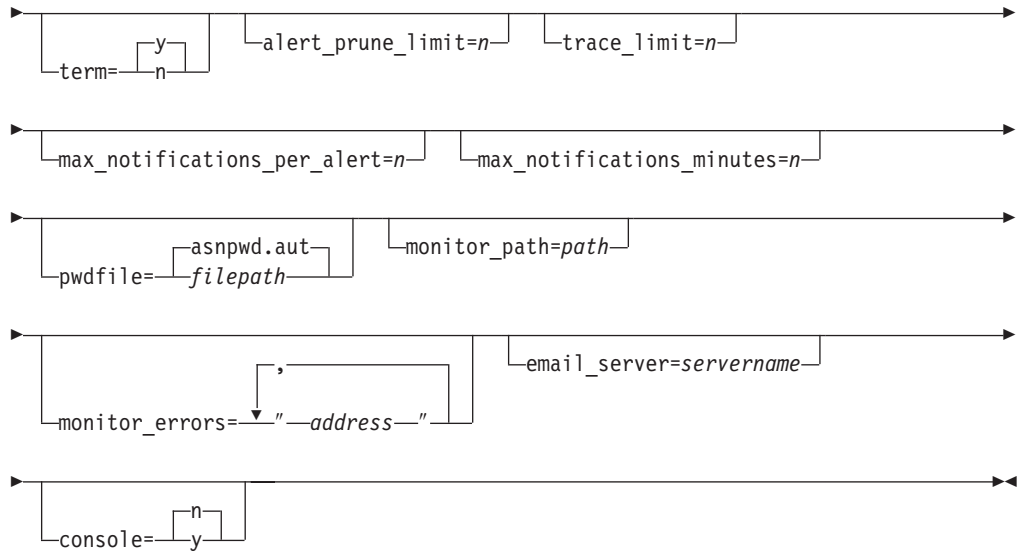 y
term= n
alert_prune_limit=n
trace_limit=n
max_notifications_per_alert=n
max_notifications_minutes=n
asnpwd.aut
pwdfile= filepath
monitor_path=path
,
monitor_errors= " address "
email_server=servername
n
console= y